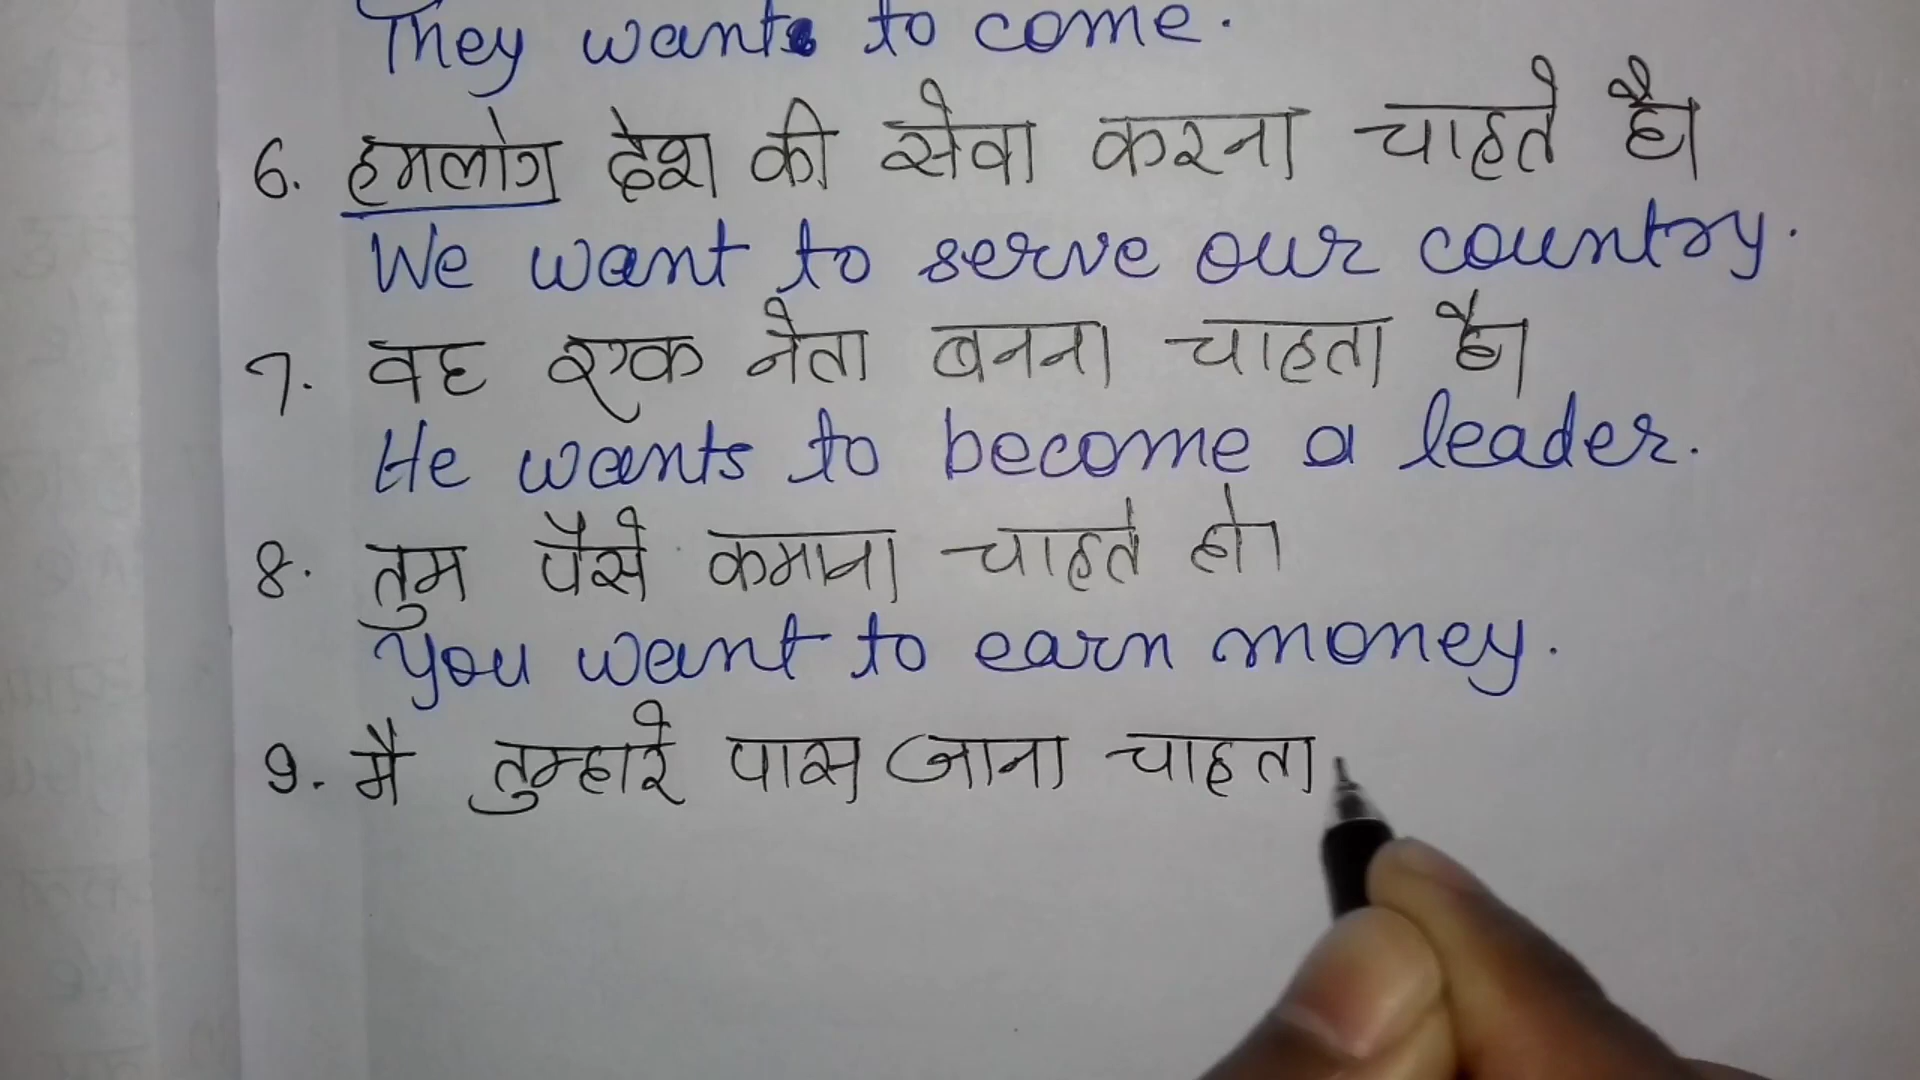 They want to come.
6. हमलोग देश की सेवा करना चाहते है।
We want to serve our country.
7. वह एक नेता बनना चाहता है।
He wants to become a leader.
8. तुम पैसे कमाना चाहते हो।
You want to earn money.
9. मै तुम्हारे पास जाना चाहता